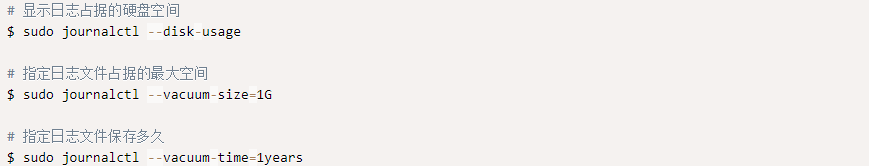 # 显示日志占据的硬盘空间
$ sudo journalctl --disk-usage
# 指定日志文件占据的最大空间
$ sudo journalctl --vacuum-size=1G
# 指定日志文件保存多久
$ sudo journalctl --vacuum-time=1years